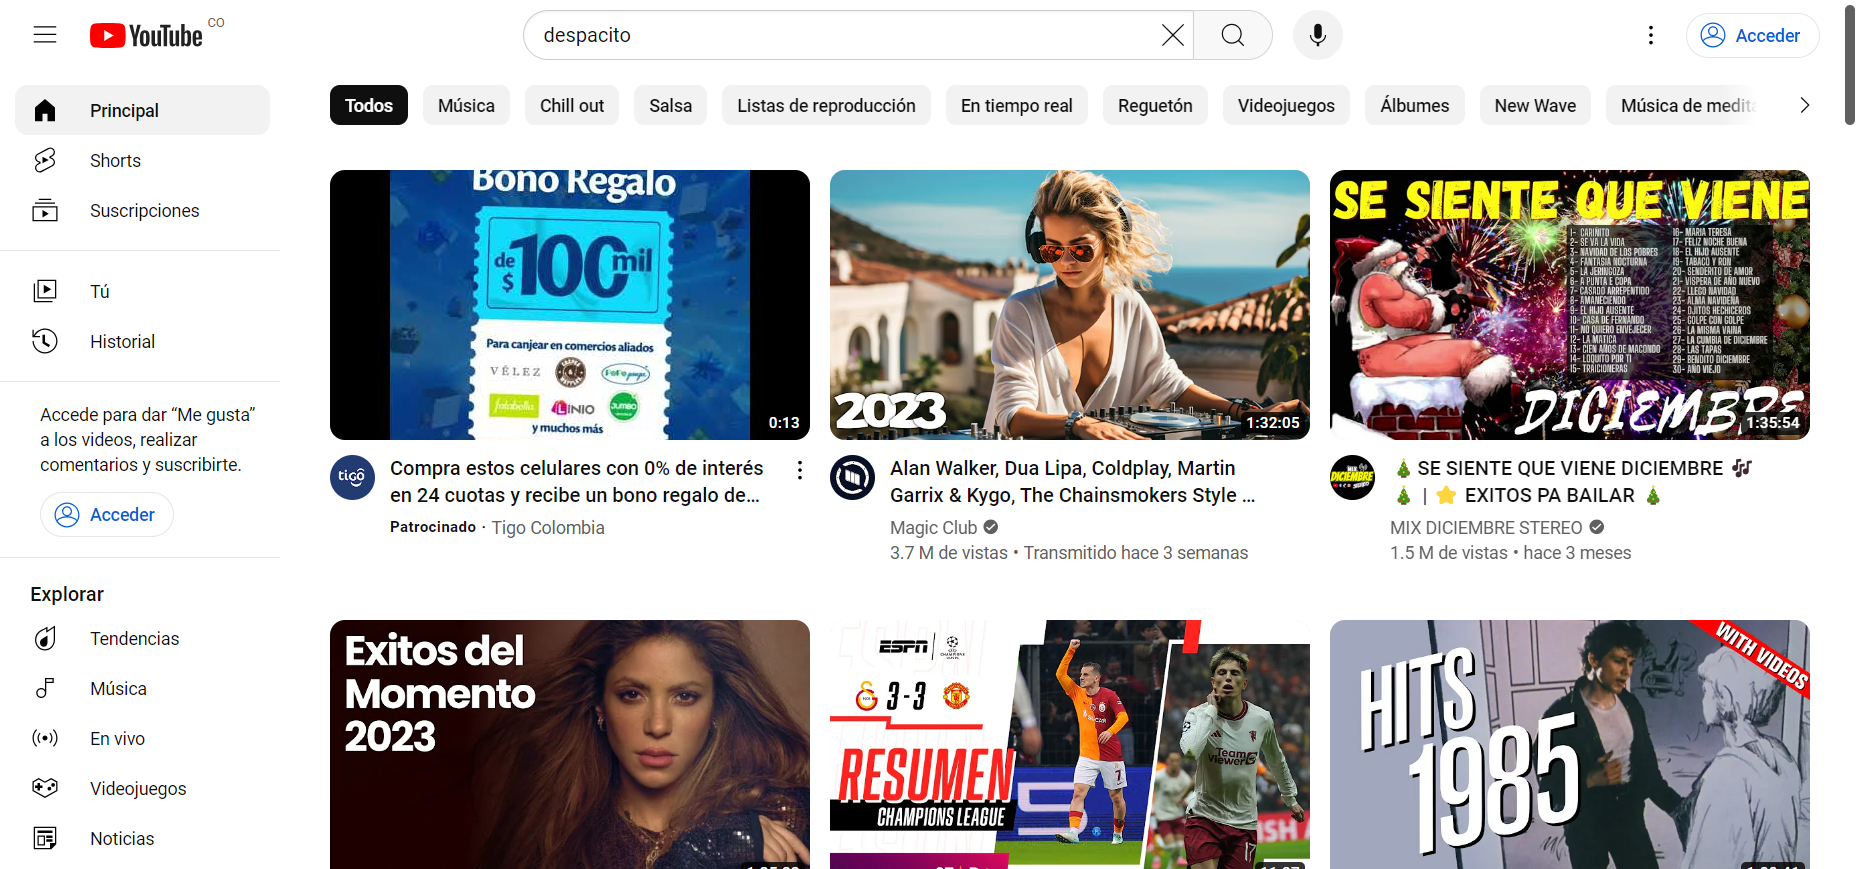 YouTube CO
despacito
Acceder
Principal
Shorts
Suscripciones
Tú
Historial
Accede para dar “Me gusta”
a los videos, realizar
comentarios y suscribirte.
Acceder
Explorar
Tendencias
Música
En vivo
Videojuegos
Noticias
Todos
Música
Chill out
Salsa
Listas de reproducción
En tiempo real
Reguetón
Videojuegos
Álbumes
New Wave
Música de medita
Bono Regalo
de
$ 100 mil
Para canjear en comercios aliados
VÉLEZ
falabella
LINIO
JUMBO
y muchos más
0:13
tigo
Compra estos celulares con 0% de interés
en 24 cuotas y recibe un bono regalo de...
Patrocinado · Tigo Colombia
2023
1:32:05
Alan Walker, Dua Lipa, Coldplay, Martin
Garrix & Kygo, The Chainsmokers Style ...
Magic Club
3.7 M de vistas • Transmitido hace 3 semanas
SE SIENTE QUE VIENE
1- CARIÑITO
2- SE VA LA VIDA
3- NAVIDAD DE LOS POBRES
4- FANTASIA NOCTURNA
5- LA JERINGOZA
6- A PUNTA E COPA
7- CASADO ARREPENTIDO
8- AMANECIENDO
9- EL HIJO AUSENTE
10- CASA DE FERNANDO
11- NO QUIERO ENVEJECER
12- LA MATICA
13- CIEN AÑOS DE MACONDO
14- LOQUITO POR TI
15- TRAICIONERAS
16- MARIA TERESA
17- FELIZ NOCHE BUENA
18- EL HIJO AUSENTE
19- TABACO Y RON
20- SENDERITO DE AMOR
21- VISPERA DE AÑO NUEVO
22- LLEGO NAVIDAD
23- ALMA NAVIDEÑA
24- OJITOS HECHICEROS
25- GOLPE CON GOLPE
26- LA MISMA VAINA
27- LA CUMBIA DE DICIEMBRE
28- LAS TAPAS
29- BENDITO DICIEMBRE
30- AÑO VIEJO
DICIEMBRE
1:35:54
MIX
DICIEMBRE
STEREO
🎄 SE SIENTE QUE VIENE DICIEMBRE 🎶
🎄 | ⭐ EXITOS PA BAILAR 🎄
MIX DICIEMBRE STEREO
1.5 M de vistas • hace 3 meses
Exitos del
Momento
2023
ESPN
3-3
RESUMEN
CHAMPIONS LEAGUE
7
TeamViewer
17
WITH VIDEOS
HITS
1985